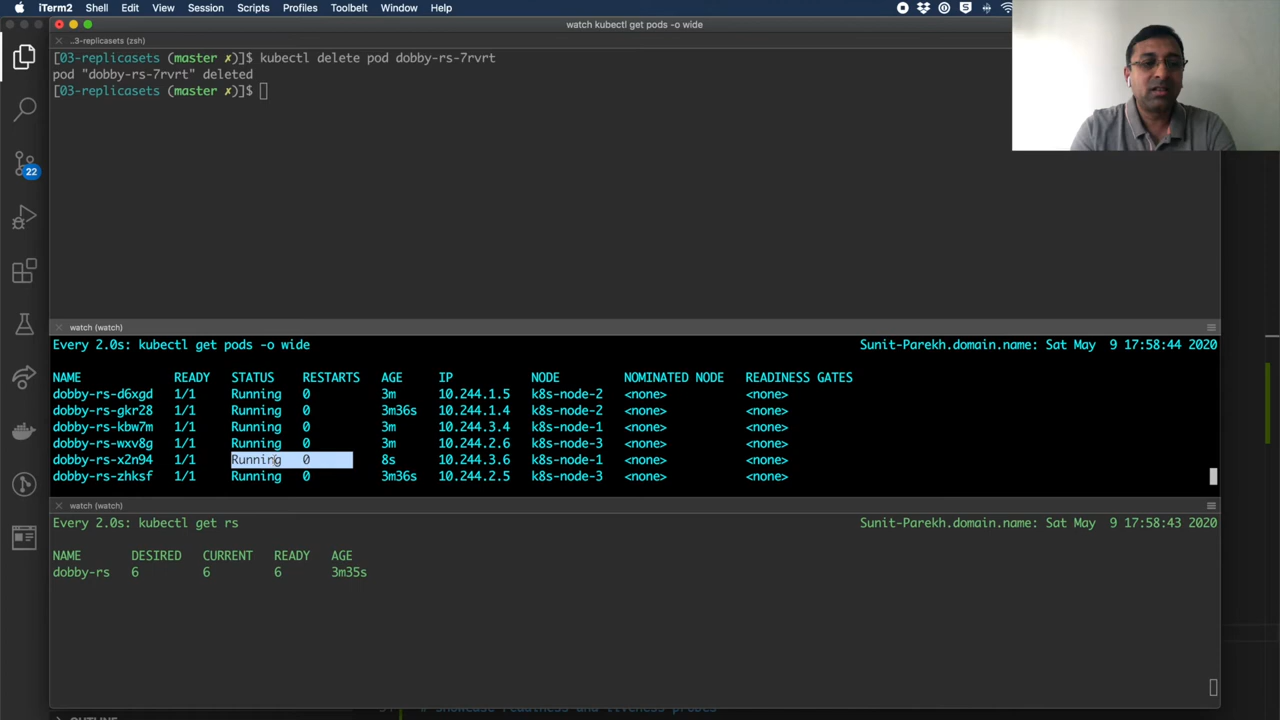 iTerm2 Shell Edit View Session Scripts Profiles Toolbelt Window Help
watch kubectl get pods -o wide
..3-replicasets (zsh)
[03-replicasets (master ✗)]$ kubectl delete pod dobby-rs-7rvrt
pod "dobby-rs-7rvrt" deleted
[03-replicasets (master ✗)]$
22
watch (watch)
Every 2.0s: kubectl get pods -o wide Sunit-Parekh.domain.name: Sat May 9 17:58:44 2020
NAME READY STATUS RESTARTS AGE IP NODE NOMINATED NODE READINESS GATES
dobby-rs-d6xgd 1/1 Running 0 3m 10.244.1.5 k8s-node-2 <none> <none>
dobby-rs-gkr28 1/1 Running 0 3m36s 10.244.1.4 k8s-node-2 <none> <none>
dobby-rs-kbw7m 1/1 Running 0 3m 10.244.3.4 k8s-node-1 <none> <none>
dobby-rs-wxv8g 1/1 Running 0 3m 10.244.2.6 k8s-node-3 <none> <none>
dobby-rs-x2n94 1/1 Running 0 8s 10.244.3.6 k8s-node-1 <none> <none>
dobby-rs-zhksf 1/1 Running 0 3m36s 10.244.2.5 k8s-node-3 <none> <none>
watch (watch)
Every 2.0s: kubectl get rs Sunit-Parekh.domain.name: Sat May 9 17:58:43 2020
NAME DESIRED CURRENT READY AGE
dobby-rs 6 6 6 3m35s
# showcase readiness and liveness probes